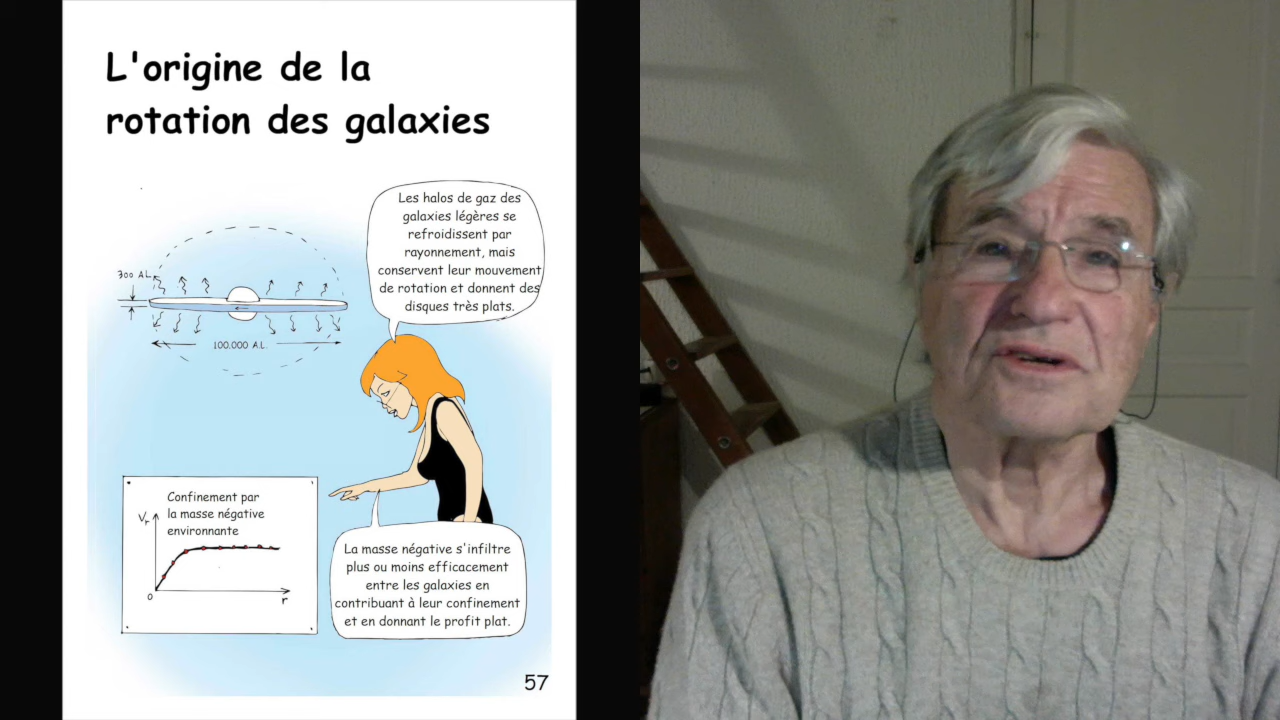 L'origine de la
rotation des galaxies
Les halos de gaz des
galaxies légères se
refroidissent par
rayonnement, mais
conservent leur mouvement
de rotation et donnent des
disques très plats.
300 A.L.
100.000 A.L.
Confinement par
la masse négative
environnante
Vr
0
r
La masse négative s'infiltre
plus ou moins efficacement
entre les galaxies en
contribuant à leur confinement
et en donnant le profit plat.
57